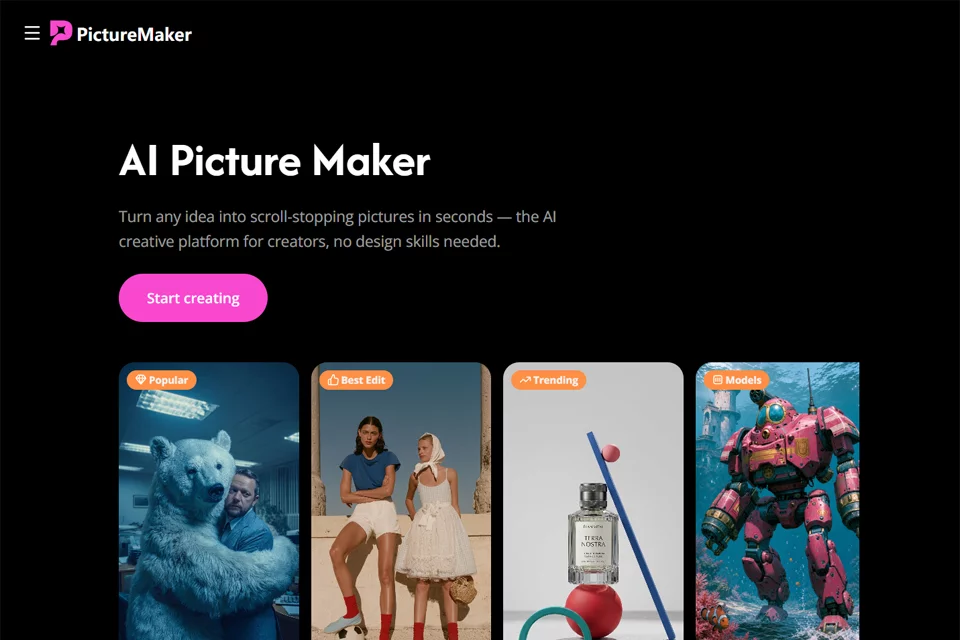 PictureMaker
AI Picture Maker
Turn any idea into scroll-stopping pictures in seconds — the AI
creative platform for creators, no design skills needed.
Start creating
Popular
Best Edit
Trending
Models
TERRA
NOSTRA